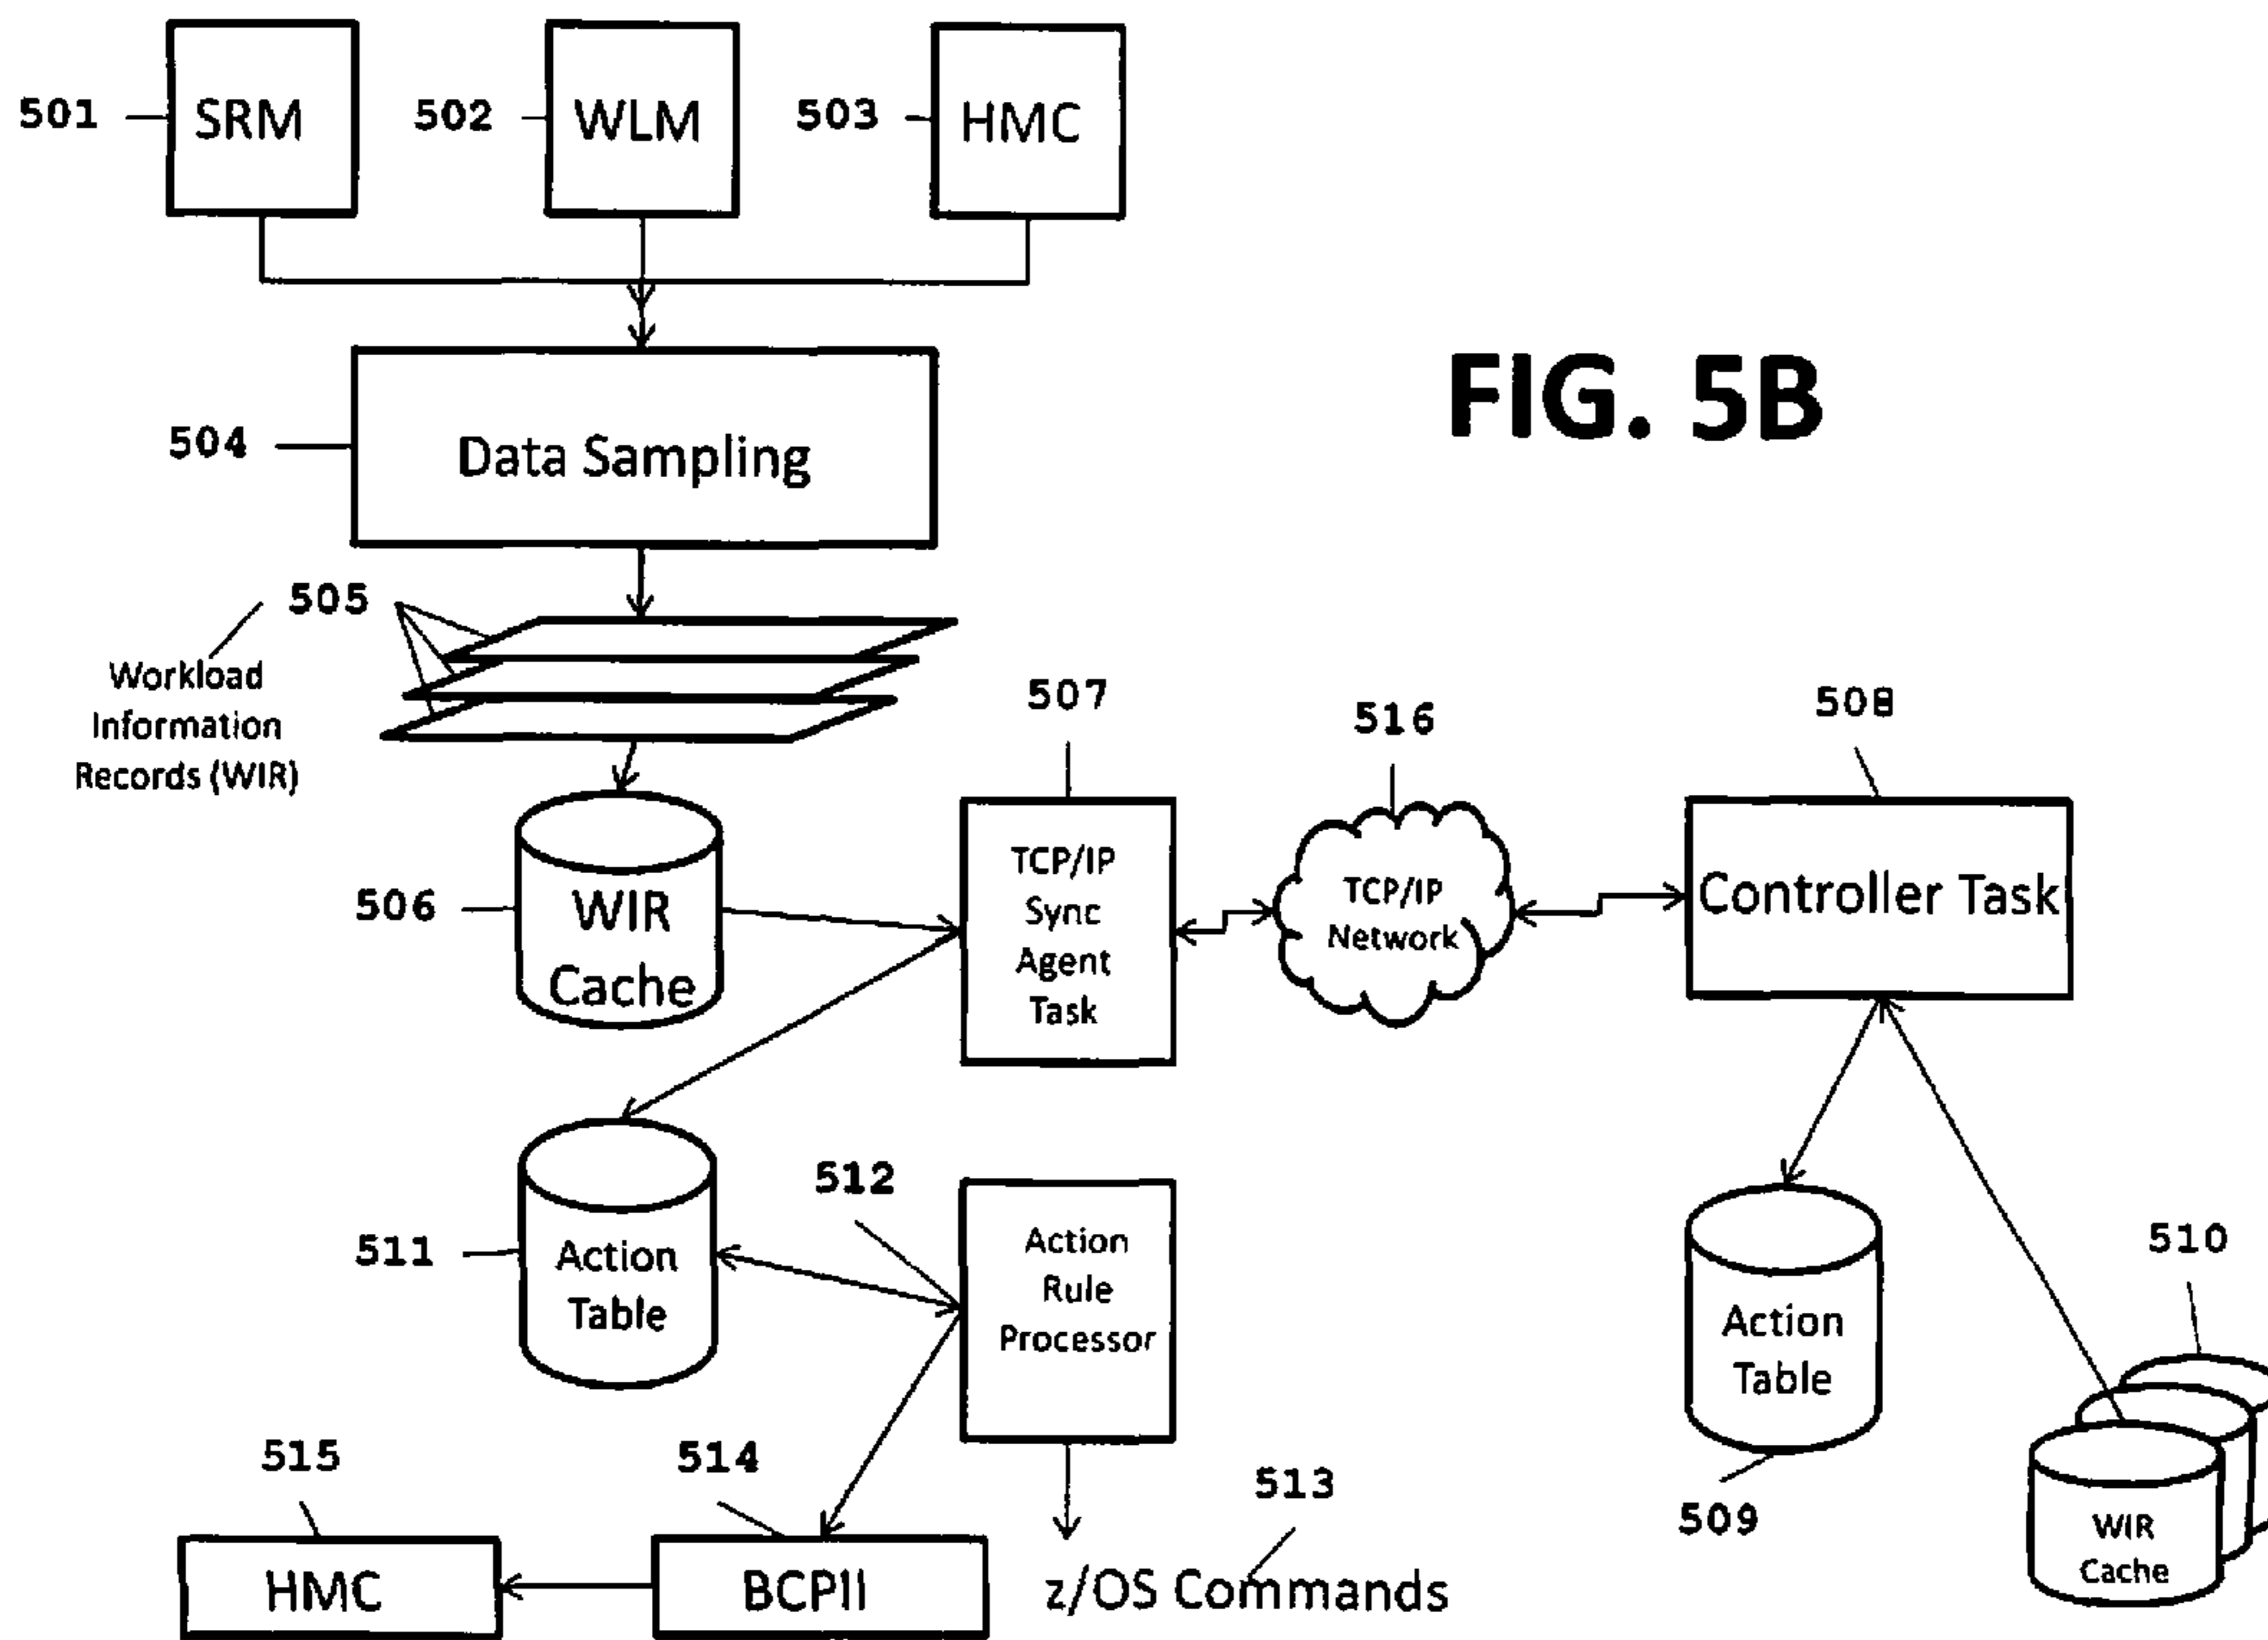 501
SRM
502
WLM
503
HMC
504
Data Sampling
FIG. 5B
505
Workload
Information
Records (WIR)
506
WIR
Cache
507
TCP/IP
Sync
Agent
Task
516
TCP/IP
Network
508
Controller Task
511
Action
Table
512
Action
Rule
Processor
509
Action
Table
510
WIR
Cache
515
HMC
514
BCPII
513
z/OS Commands